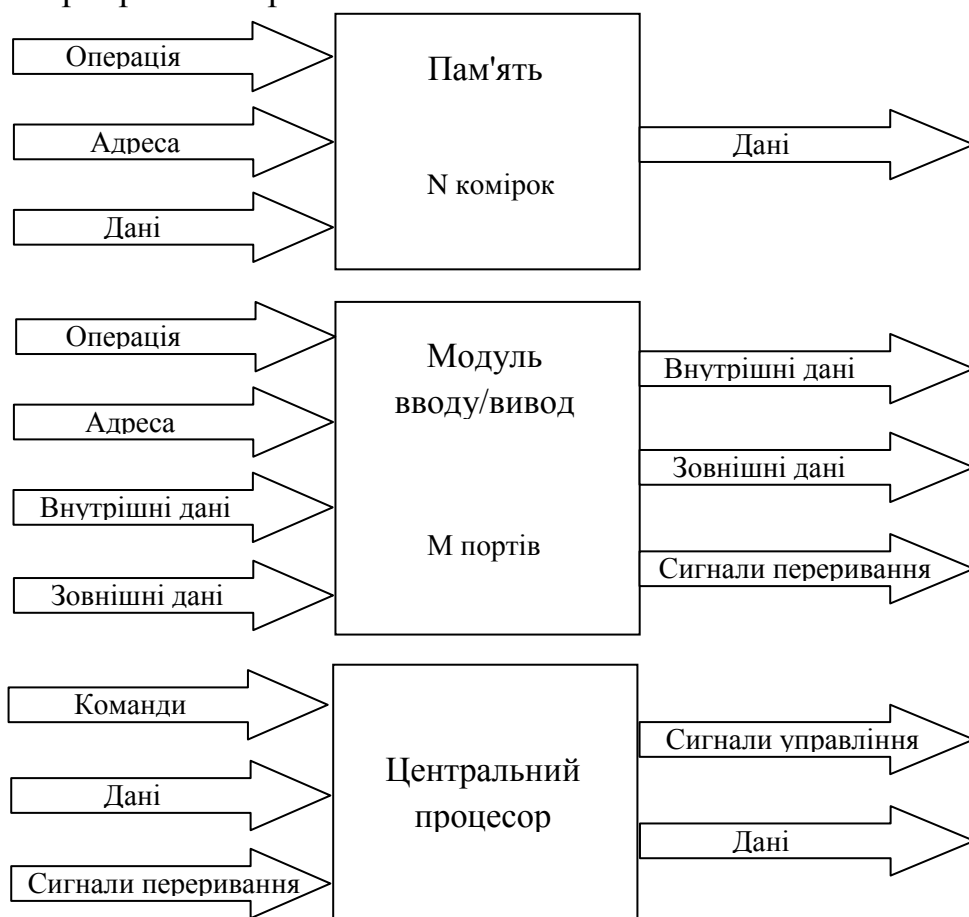 Операція
Адреса
Дані
Пам'ять
N комірок
Дані
Операція
Адреса
Внутрішні дані
Зовнішні дані
Модуль
вводу/вивод
M портів
Внутрішні дані
Зовнішні дані
Сигнали переривання
Команди
Дані
Сигнали переривання
Центральний
процесор
Сигнали управління
Дані